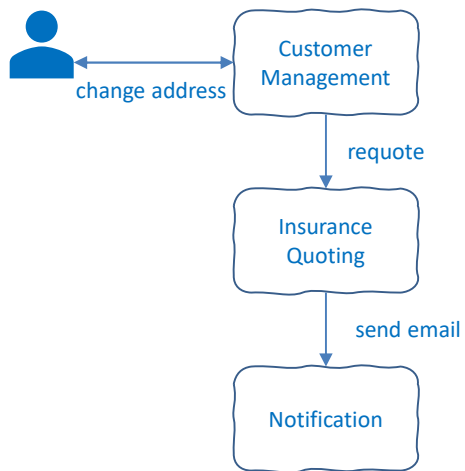 Customer
Management
change address
requote
Insurance
Quoting
send email
Notification